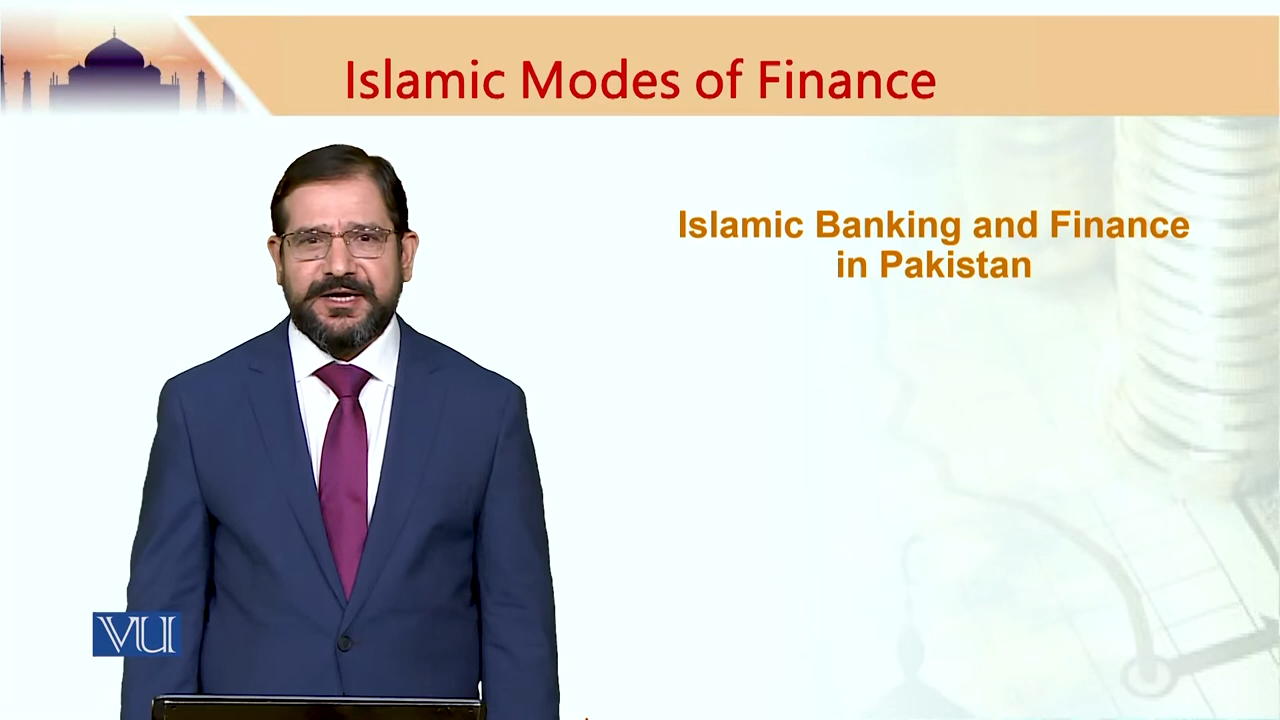 Islamic Modes of Finance
Islamic Banking and Finance
in Pakistan
VU